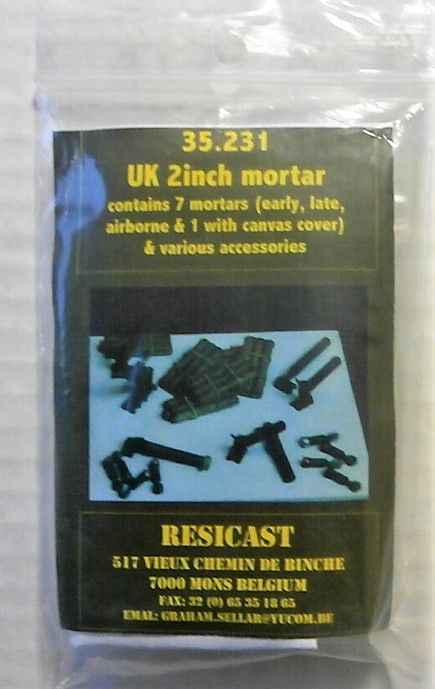 35.231
UK 2inch mortar
contains 7 mortars (early, late,
airborne & 1 with canvas cover)
& various accessories
RESICAST
517 VIEUX CHEMIN DE BINCHE
7000 MONS BELGIUM
FAX: 32 (0) 65 35 18 65
EMAL: GRAHAM.SELLAR@YUCOM.BE